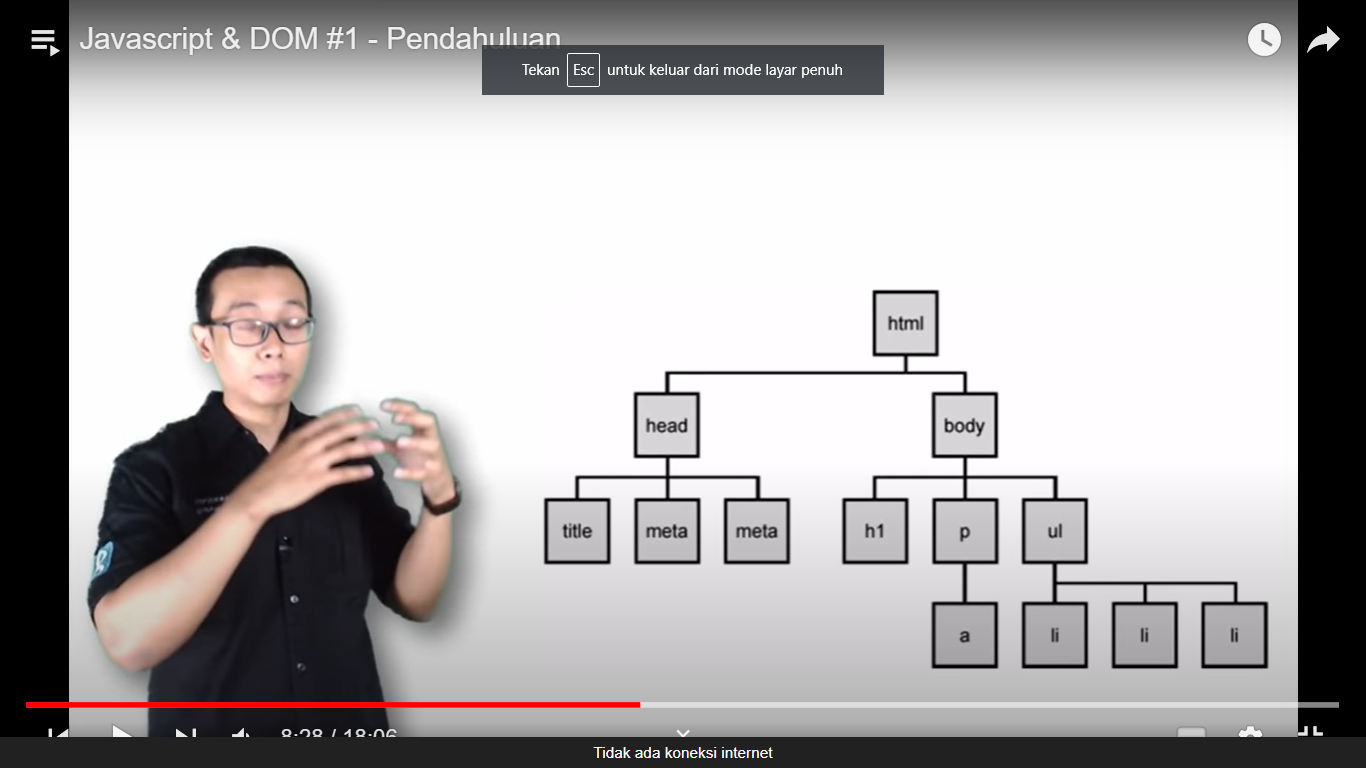 Javascript & DOM #1 - Pendahuluan
Tekan Esc untuk keluar dari mode layar penuh
html
head
body
title
meta
meta
h1
p
ul
a
li
li
li
8:28 / 18:06
Tidak ada koneksi internet